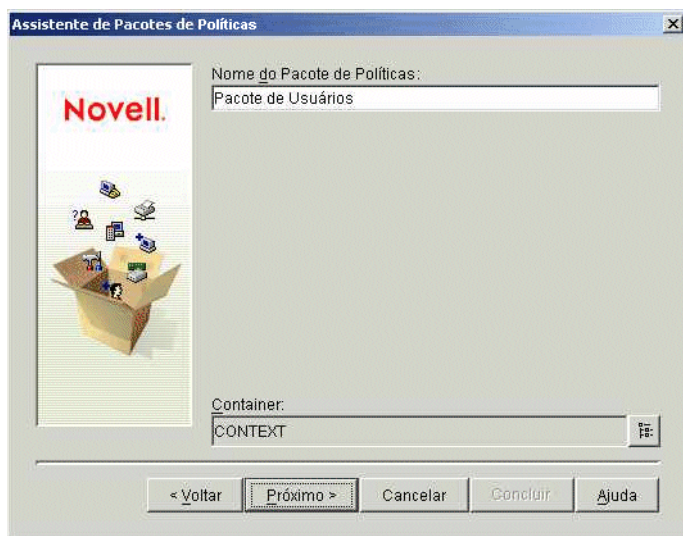 Assistente de Pacotes de Políticas
Novell.
Nome do Pacote de Políticas:
Pacote de Usuários
Container:
CONTEXT
< Voltar
Próximo >
Cancelar
Concluir
Ajuda